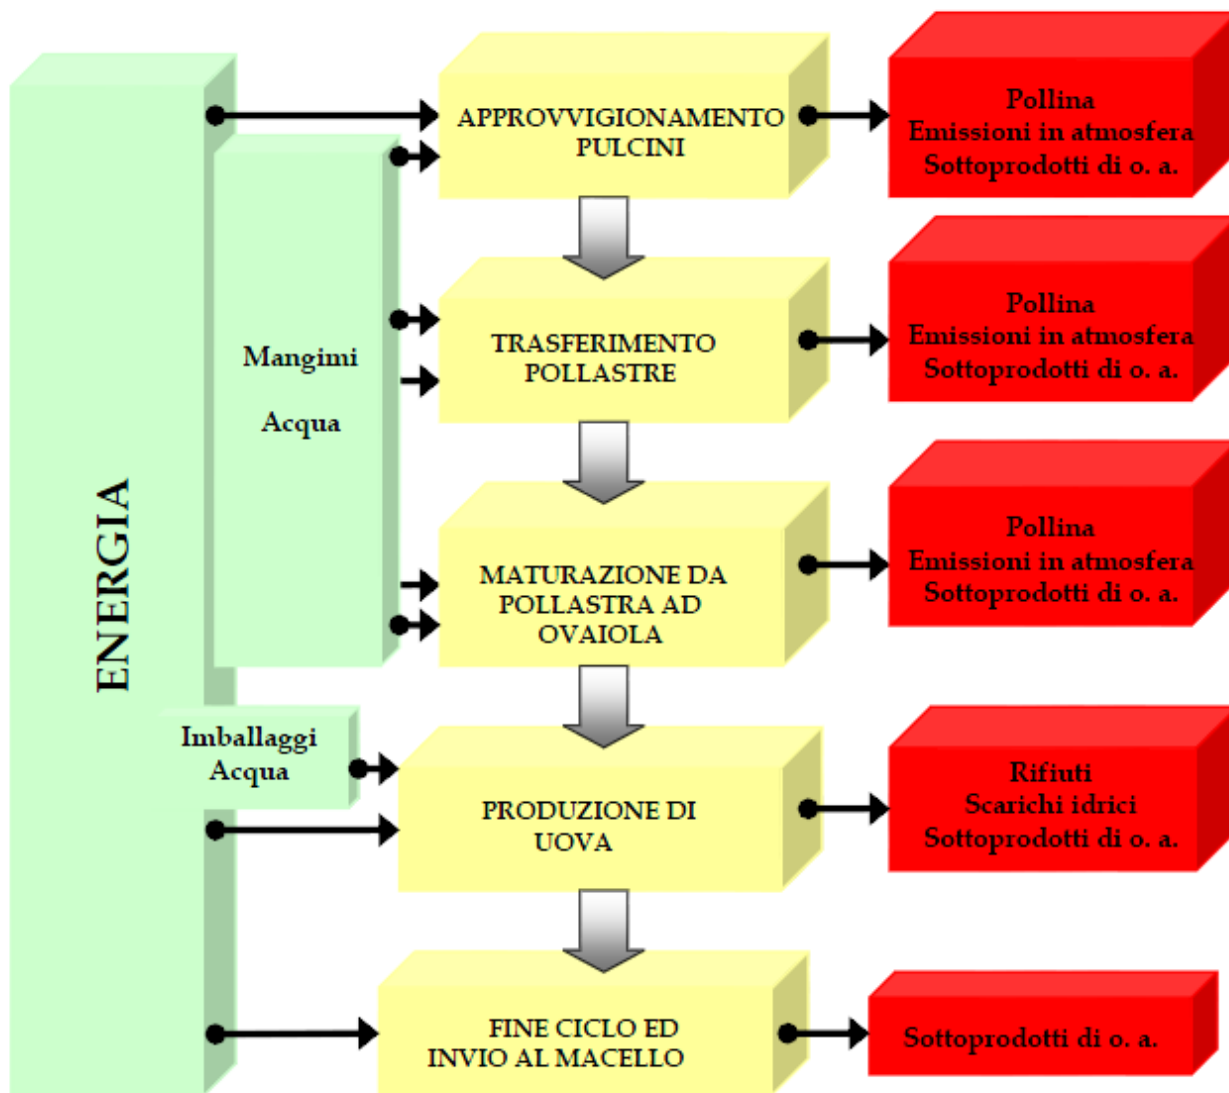 ENERGIA
Mangimi
Acqua
Imballaggi
Acqua
APPROVVIGIONAMENTO
PULCINI
Pollina
Emissioni in atmosfera
Sottoprodotti di o. a.
TRASFERIMENTO
POLLASTRE
Pollina
Emissioni in atmosfera
Sottoprodotti di o. a.
MATURAZIONE DA
POLLASTRA AD
OVAIOLA
Pollina
Emissioni in atmosfera
Sottoprodotti di o. a.
PRODUZIONE DI
UOVA
Rifiuti
Scarichi idrici
Sottoprodotti di o. a.
FINE CICLO ED
INVIO AL MACELLO
Sottoprodotti di o. a.